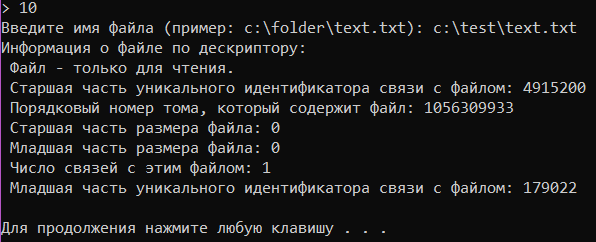 > 10
Введите имя файла (пример: c:\folder\text.txt): c:\test\text.txt
Информация о файле по дескриптору:
Файл - только для чтения.
Старшая часть уникального идентификатора связи с файлом: 4915200
Порядковый номер тома, который содержит файл: 1056309933
Старшая часть размера файла: 0
Младшая часть размера файла: 0
Число связей с этим файлом: 1
Младшая часть уникального идентификатора связи с файлом: 179022
Для продолжения нажмите любую клавишу . . .